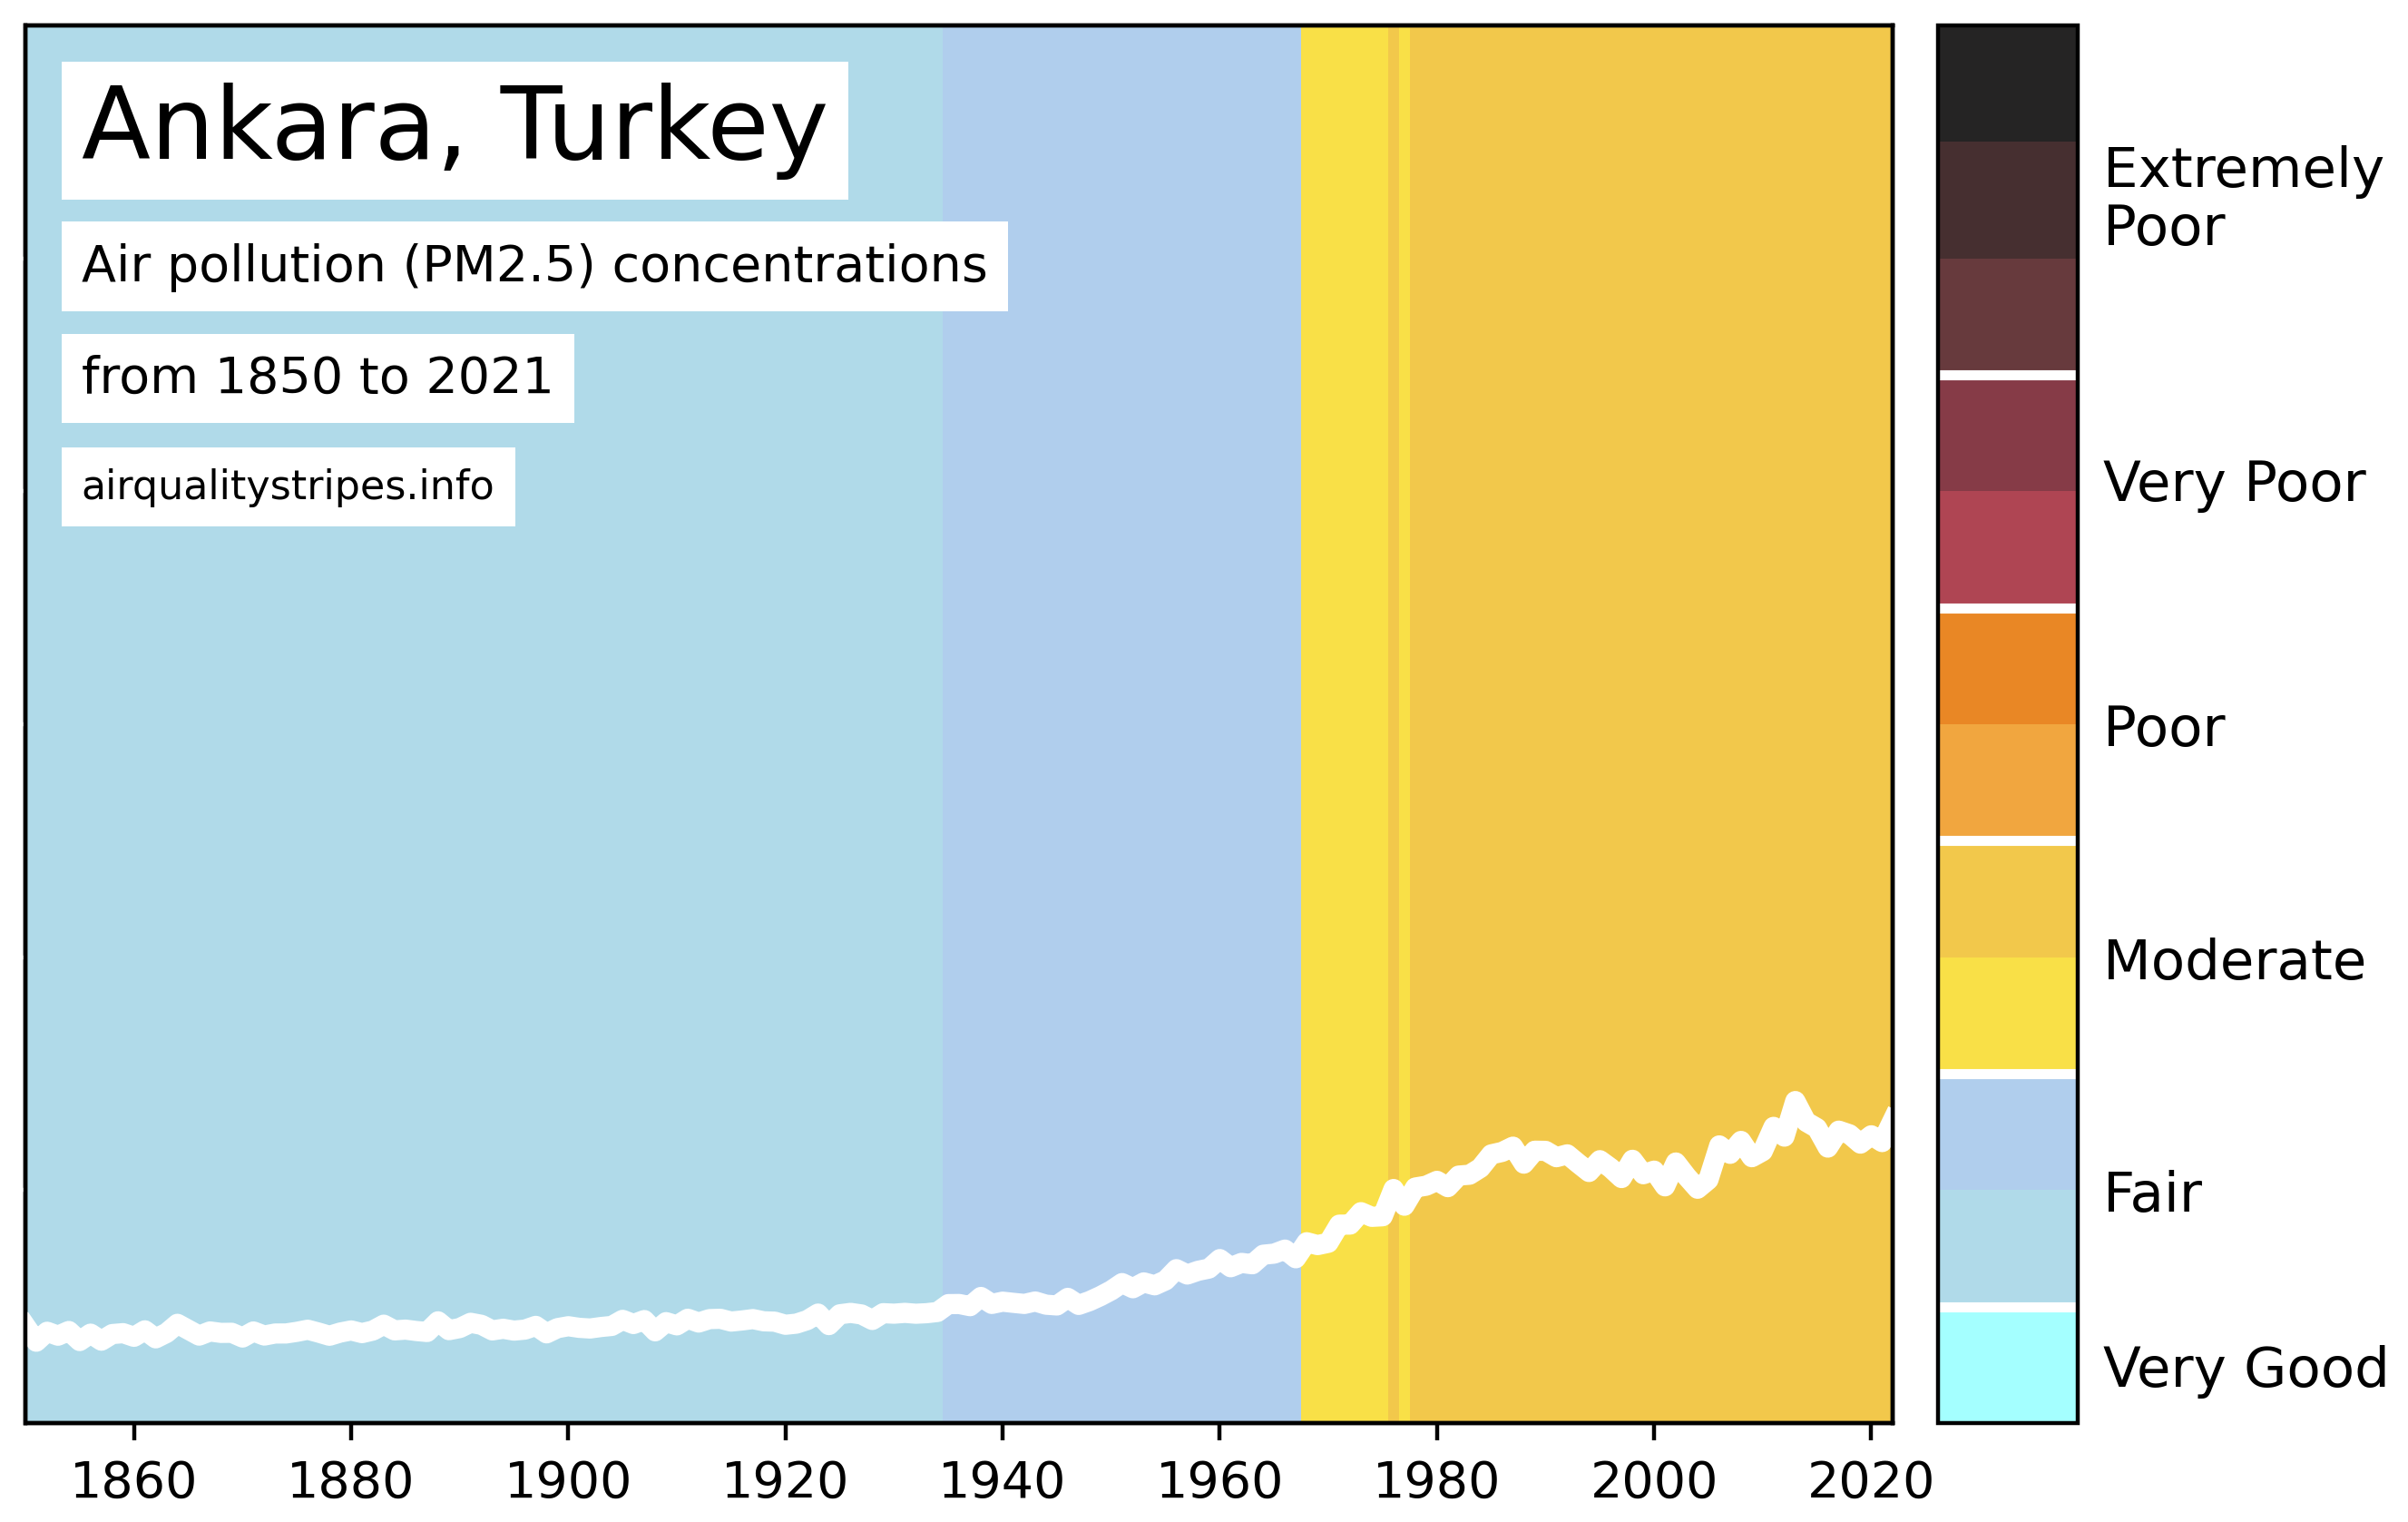 Ankara, Turkey
Air pollution (PM2.5) concentrations
from 1850 to 2021
airqualitystripes.info
Extremely
Poor
Very Poor
Poor
Moderate
Fair
Very Good
1860 1880 1900 1920 1940 1960 1980 2000 2020